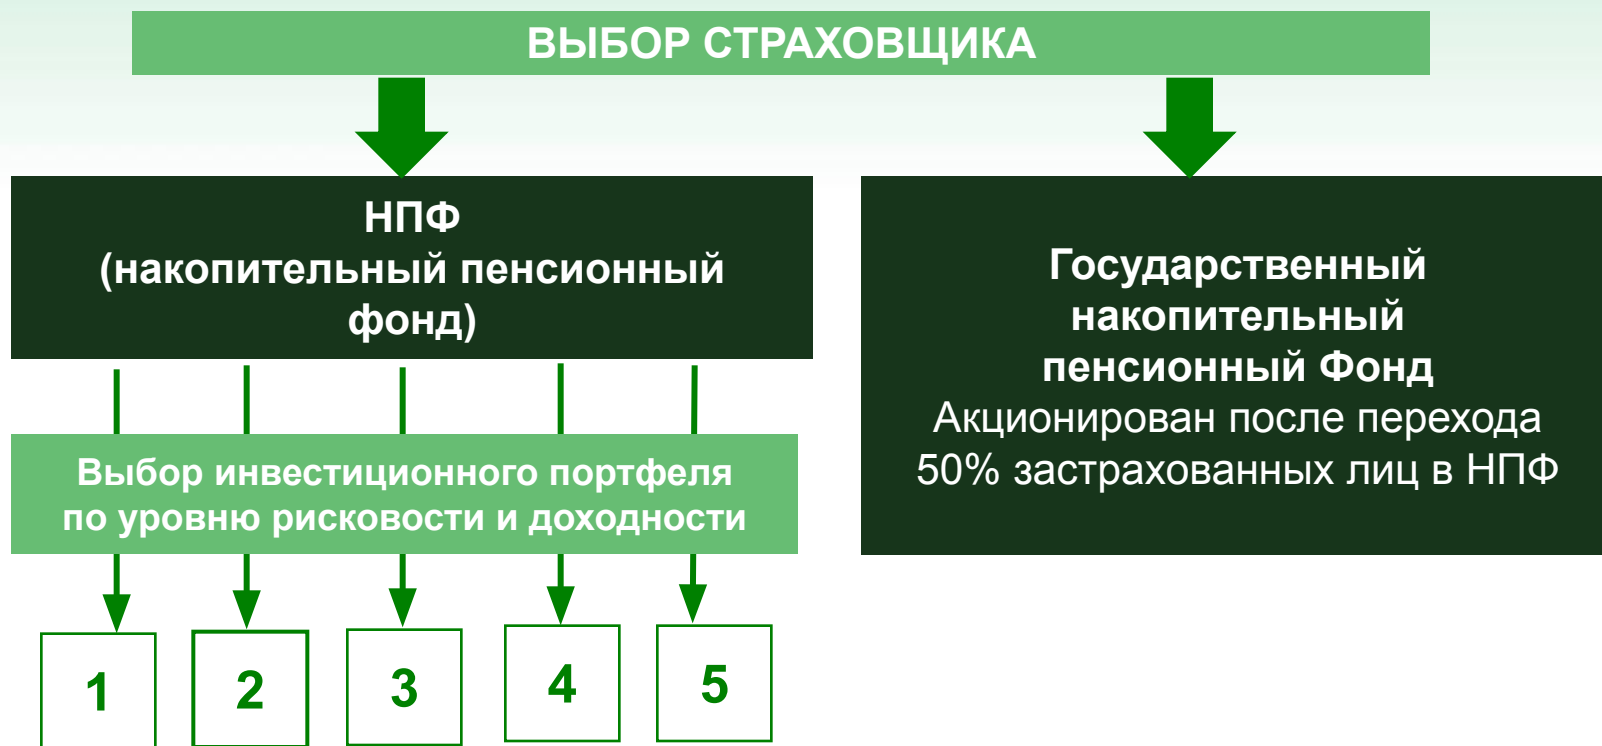 ВЫБОР СТРАХОВЩИКА
НПФ
(накопительный пенсионный
фонд)
Государственный
накопительный
пенсионный Фонд
Акционирован после перехода
50% застрахованных лиц в НПФ
Выбор инвестиционного портфеля
по уровню рисковости и доходности
1
2
3
4
5